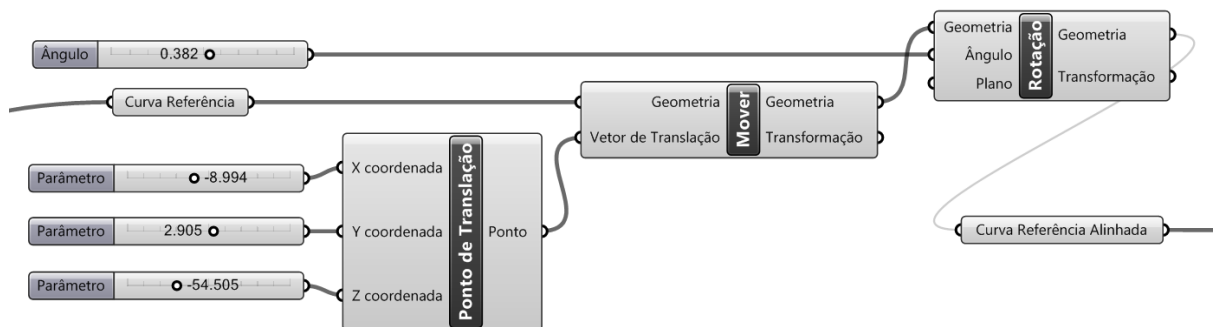 Ângulo
0.382
Curva Referência
Parâmetro
-8.994
Parâmetro
2.905
Parâmetro
-54.505
X coordenada
Y coordenada
Z coordenada
Ponto de Translação
Ponto
Geometria
Vetor de Translação
Mover
Geometria
Transformação
Geometria
Ângulo
Plano
Rotação
Geometria
Transformação
Curva Referência Alinhada